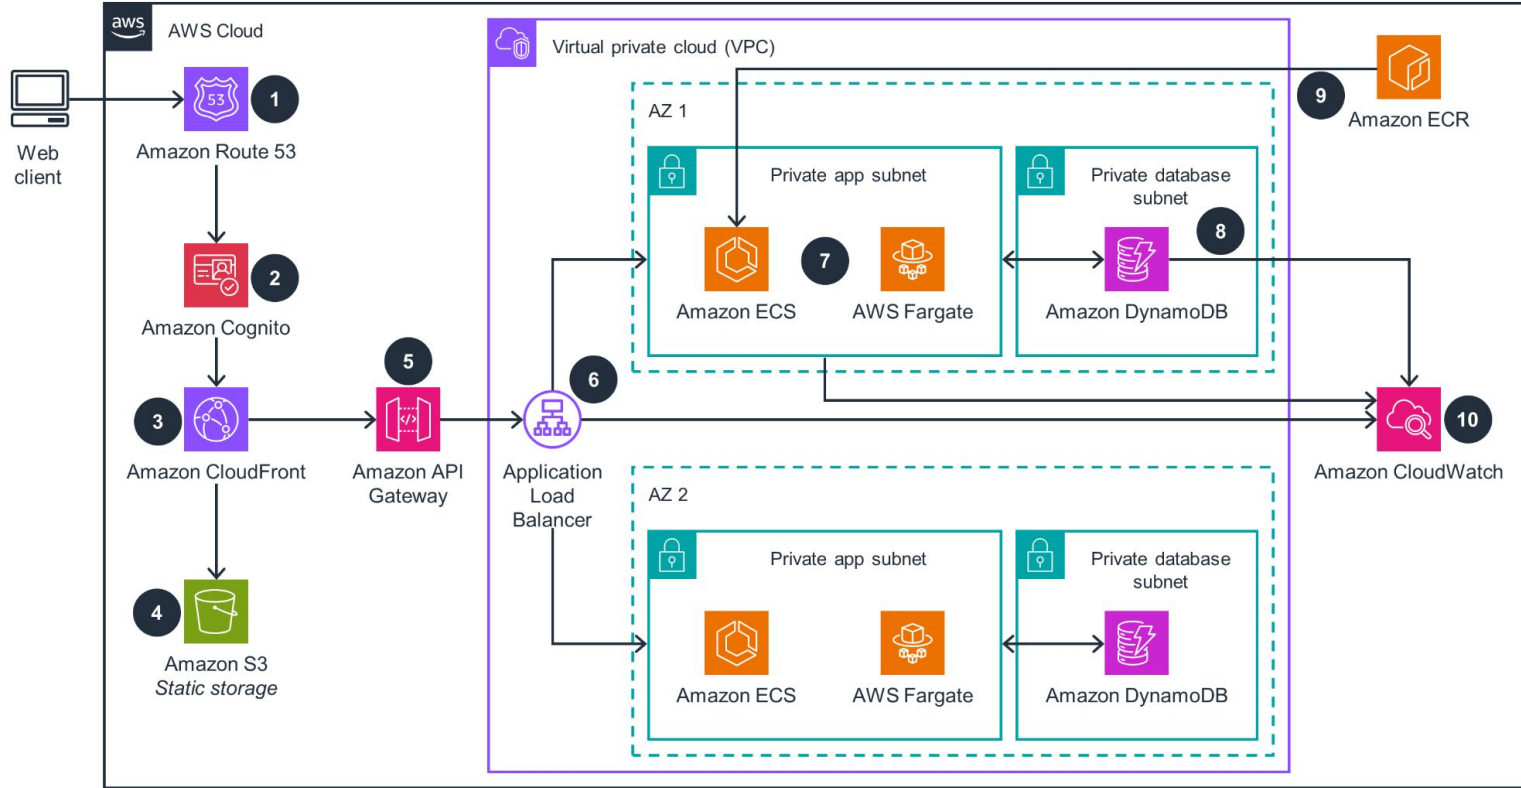 aws
AWS Cloud
Virtual private cloud (VPC)
Web
client
53
1
Amazon Route 53
2
Amazon Cognito
3
Amazon CloudFront
4
Amazon S3
Static storage
5
Amazon API
Gateway
6
Application
Load
Balancer
AZ 1
Private app subnet
7
Amazon ECS
AWS Fargate
Private database
subnet
8
Amazon DynamoDB
9
Amazon ECR
10
Amazon CloudWatch
AZ 2
Private app subnet
Amazon ECS
AWS Fargate
Private database
subnet
Amazon DynamoDB